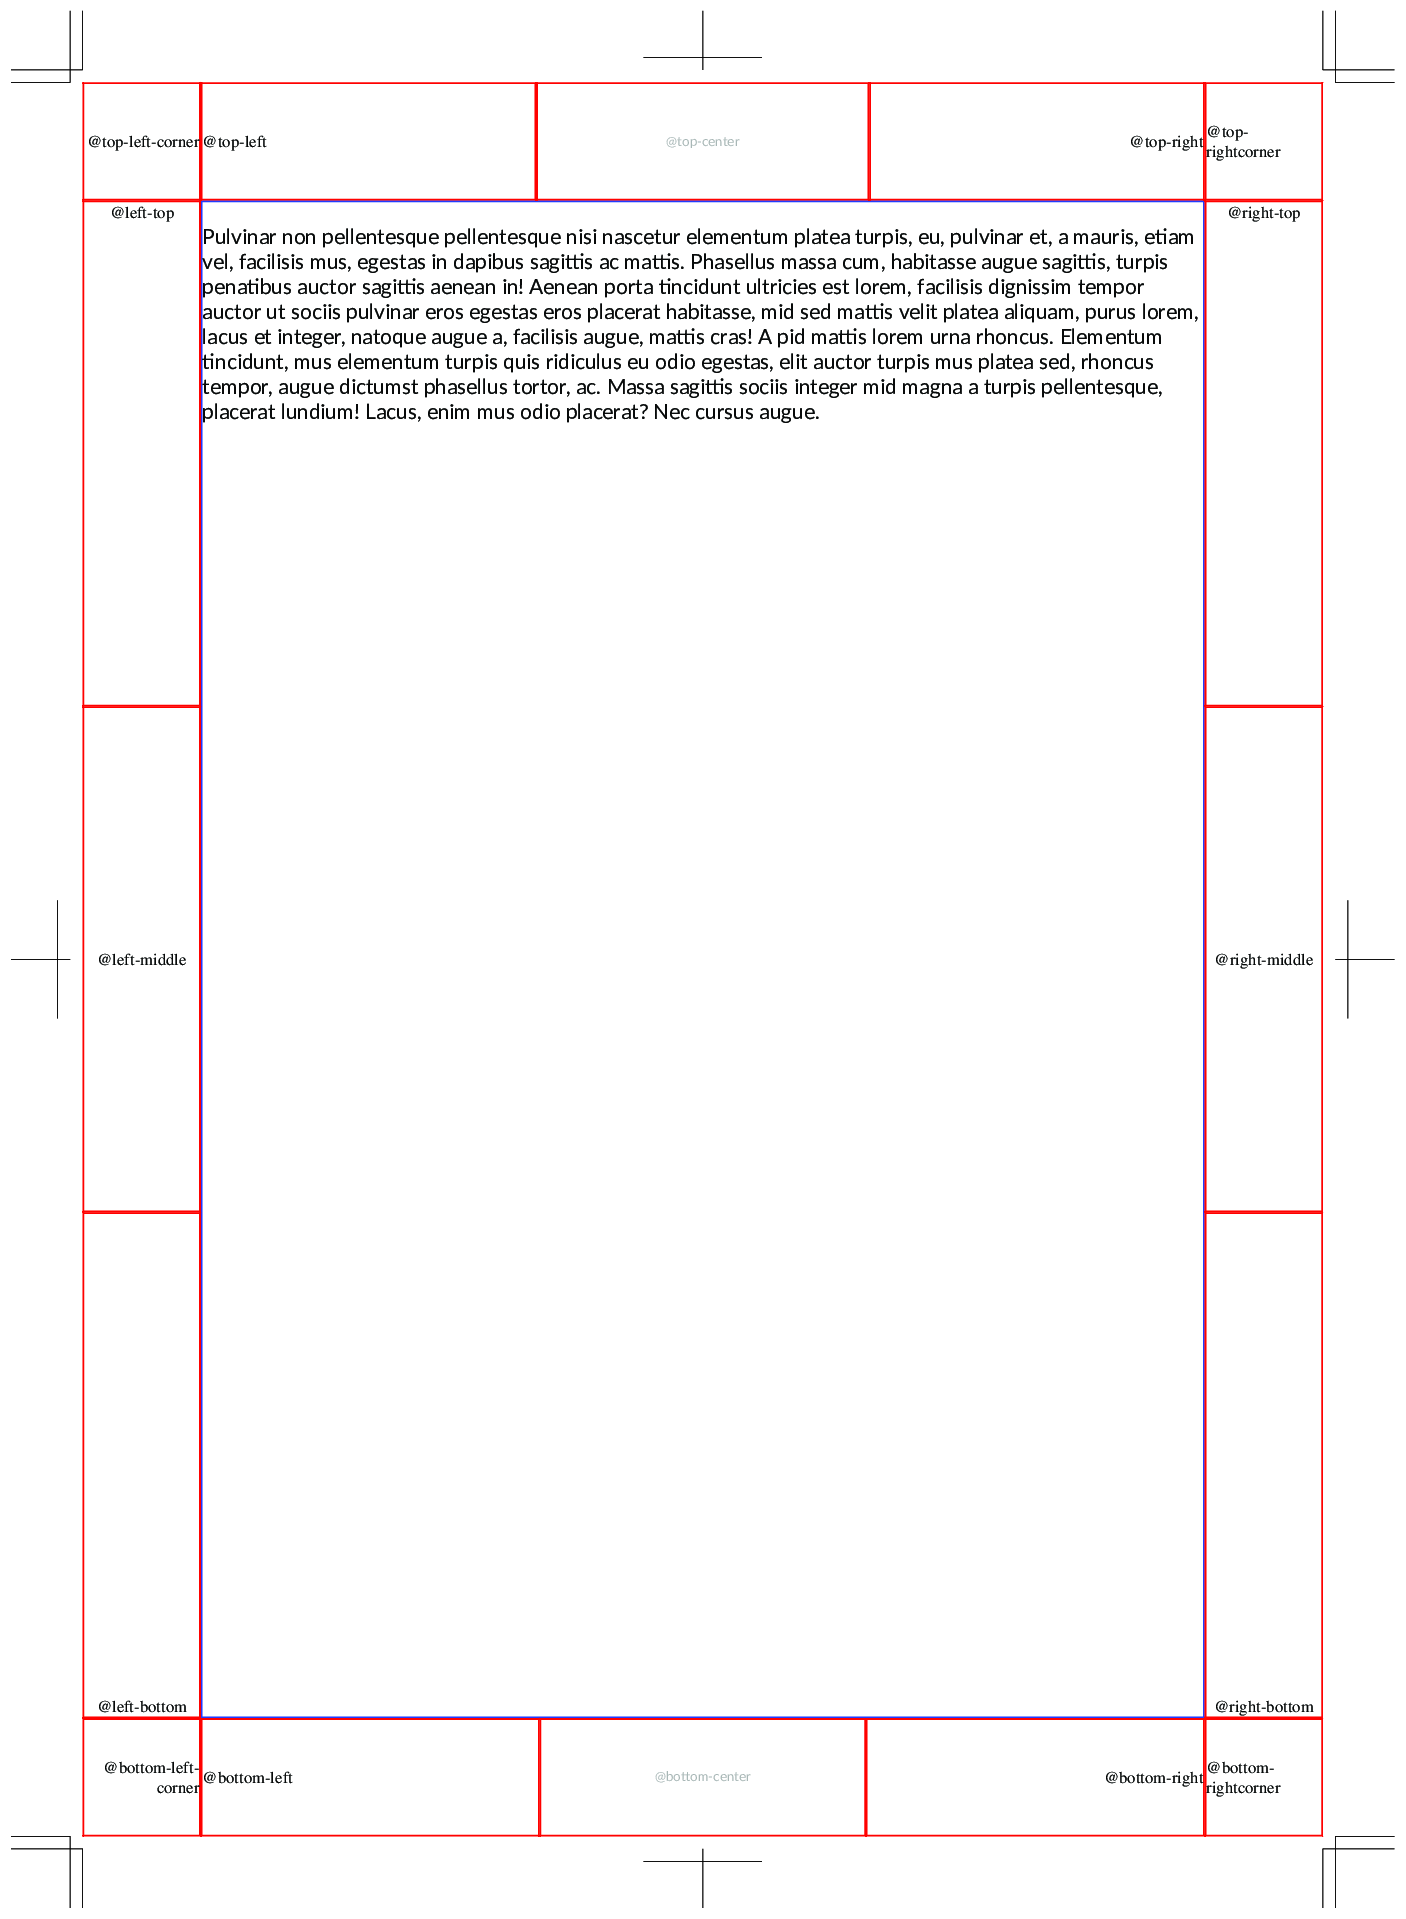 @top-left-corner
@top-left
@top-center
@top-right
@top-
rightcorner
@left-top
@right-top
Pulvinar non pellentesque pellentesque nisi nascetur elementum platea turpis, eu, pulvinar et, a mauris, etiam
vel, facilisis mus, egestas in dapibus sagittis ac mattis. Phasellus massa cum, habitasse augue sagittis, turpis
penatibus auctor sagittis aenean in! Aenean porta tincidunt ultricies est lorem, facilisis dignissim tempor
auctor ut sociis pulvinar eros egestas eros placerat habitasse, mid sed mattis velit platea aliquam, purus lorem,
lacus et integer, natoque augue a, facilisis augue, mattis cras! A pid mattis lorem urna rhoncus. Elementum
tincidunt, mus elementum turpis quis ridiculus eu odio egestas, elit auctor turpis mus platea sed, rhoncus
tempor, augue dictumst phasellus tortor, ac. Massa sagittis sociis integer mid magna a turpis pellentesque,
placerat lundium! Lacus, enim mus odio placerat? Nec cursus augue.
@left-middle
@right-middle
@left-bottom
@right-bottom
@bottom-left-
corner
@bottom-left
@bottom-center
@bottom-right
@bottom-
rightcorner